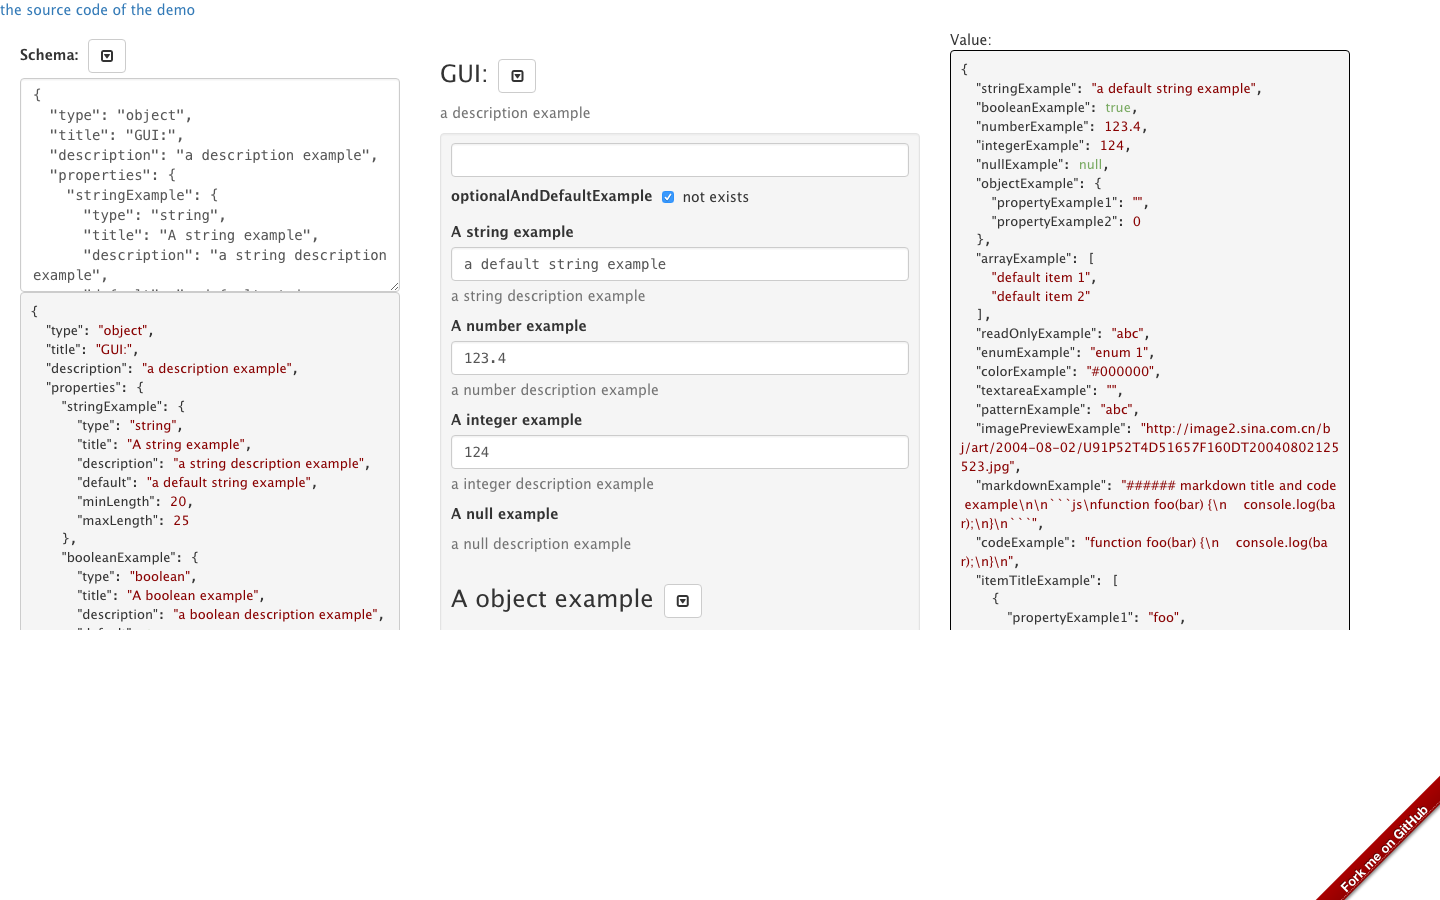 the source code of the demo
Schema:
{
  "type": "object",
  "title": "GUI:",
  "description": "a description example",
  "properties": {
    "stringExample": {
      "type": "string",
      "title": "A string example",
      "description": "a string description
example",
{
  "type": "object",
  "title": "GUI:",
  "description": "a description example",
  "properties": {
    "stringExample": {
      "type": "string",
      "title": "A string example",
      "description": "a string description example",
      "default": "a default string example",
      "minLength": 20,
      "maxLength": 25
    },
    "booleanExample": {
      "type": "boolean",
      "title": "A boolean example",
      "description": "a boolean description example",
GUI:
a description example
optionalAndDefaultExample not exists
A string example
a default string example
a string description example
A number example
123.4
a number description example
A integer example
124
a integer description example
A null example
a null description example
A object example
Value:
{
  "stringExample": "a default string example",
  "booleanExample": true,
  "numberExample": 123.4,
  "integerExample": 124,
  "nullExample": null,
  "objectExample": {
    "propertyExample1": "",
    "propertyExample2": 0
  },
  "arrayExample": [
    "default item 1",
    "default item 2"
  ],
  "readOnlyExample": "abc",
  "enumExample": "enum 1",
  "colorExample": "#000000",
  "textareaExample": "",
  "patternExample": "abc",
  "imagePreviewExample": "http://image2.sina.com.cn/b
j/art/2004-08-02/U91P52T4D51657F160DT20040802125
523.jpg",
  "markdownExample": "###### markdown title and code
 example\n\n```js\nfunction foo(bar) {\n    console.log(ba
r);\n}\n```",
  "codeExample": "function foo(bar) {\n    console.log(ba
r);\n}\n",
  "itemTitleExample": [
    {
      "propertyExample1": "foo",
Fork me on GitHub